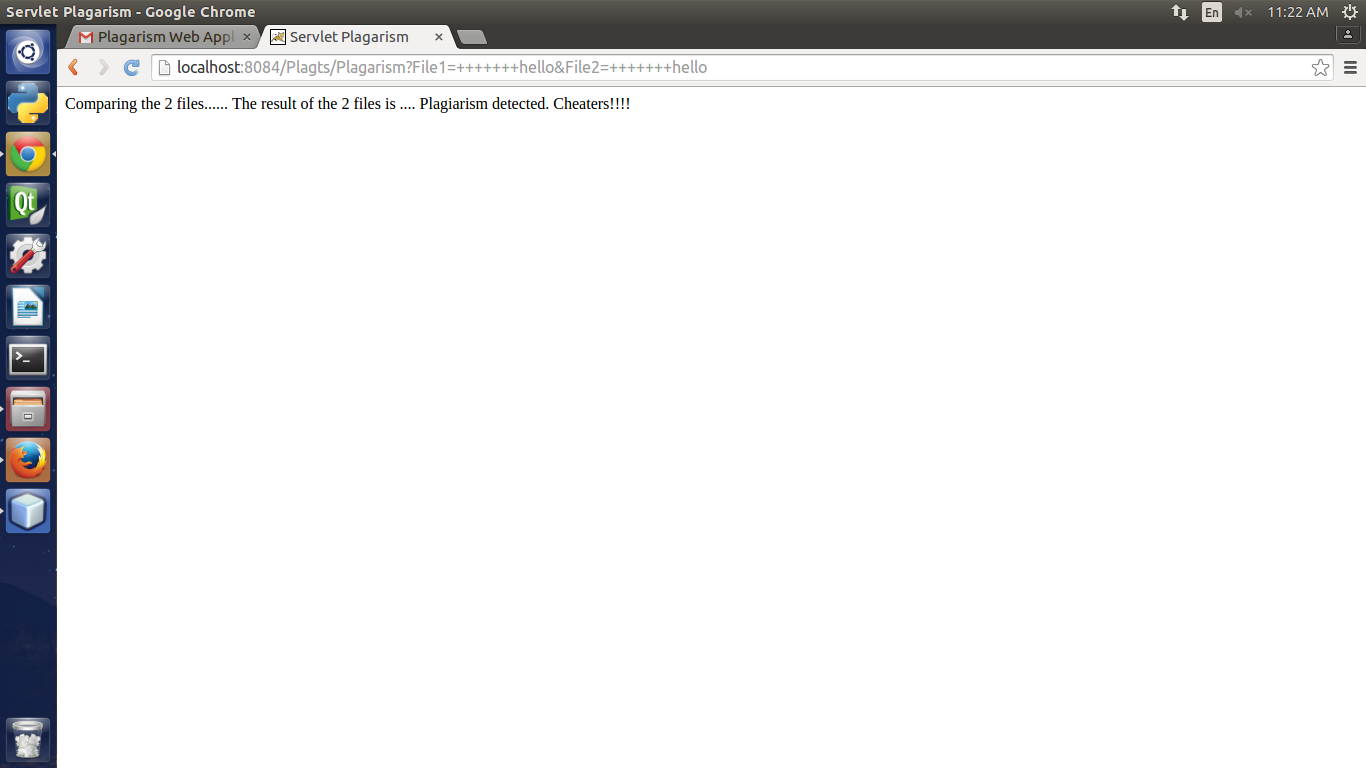 Servlet Plagarism - Google Chrome
En
11:22 AM
Plagarism Web Appl
Servlet Plagarism
localhost:8084/Plagts/Plagarism?File1=+++++++hello&File2=+++++++hello
Comparing the 2 files...... The result of the 2 files is .... Plagiarism detected. Cheaters!!!!
Qt
>_